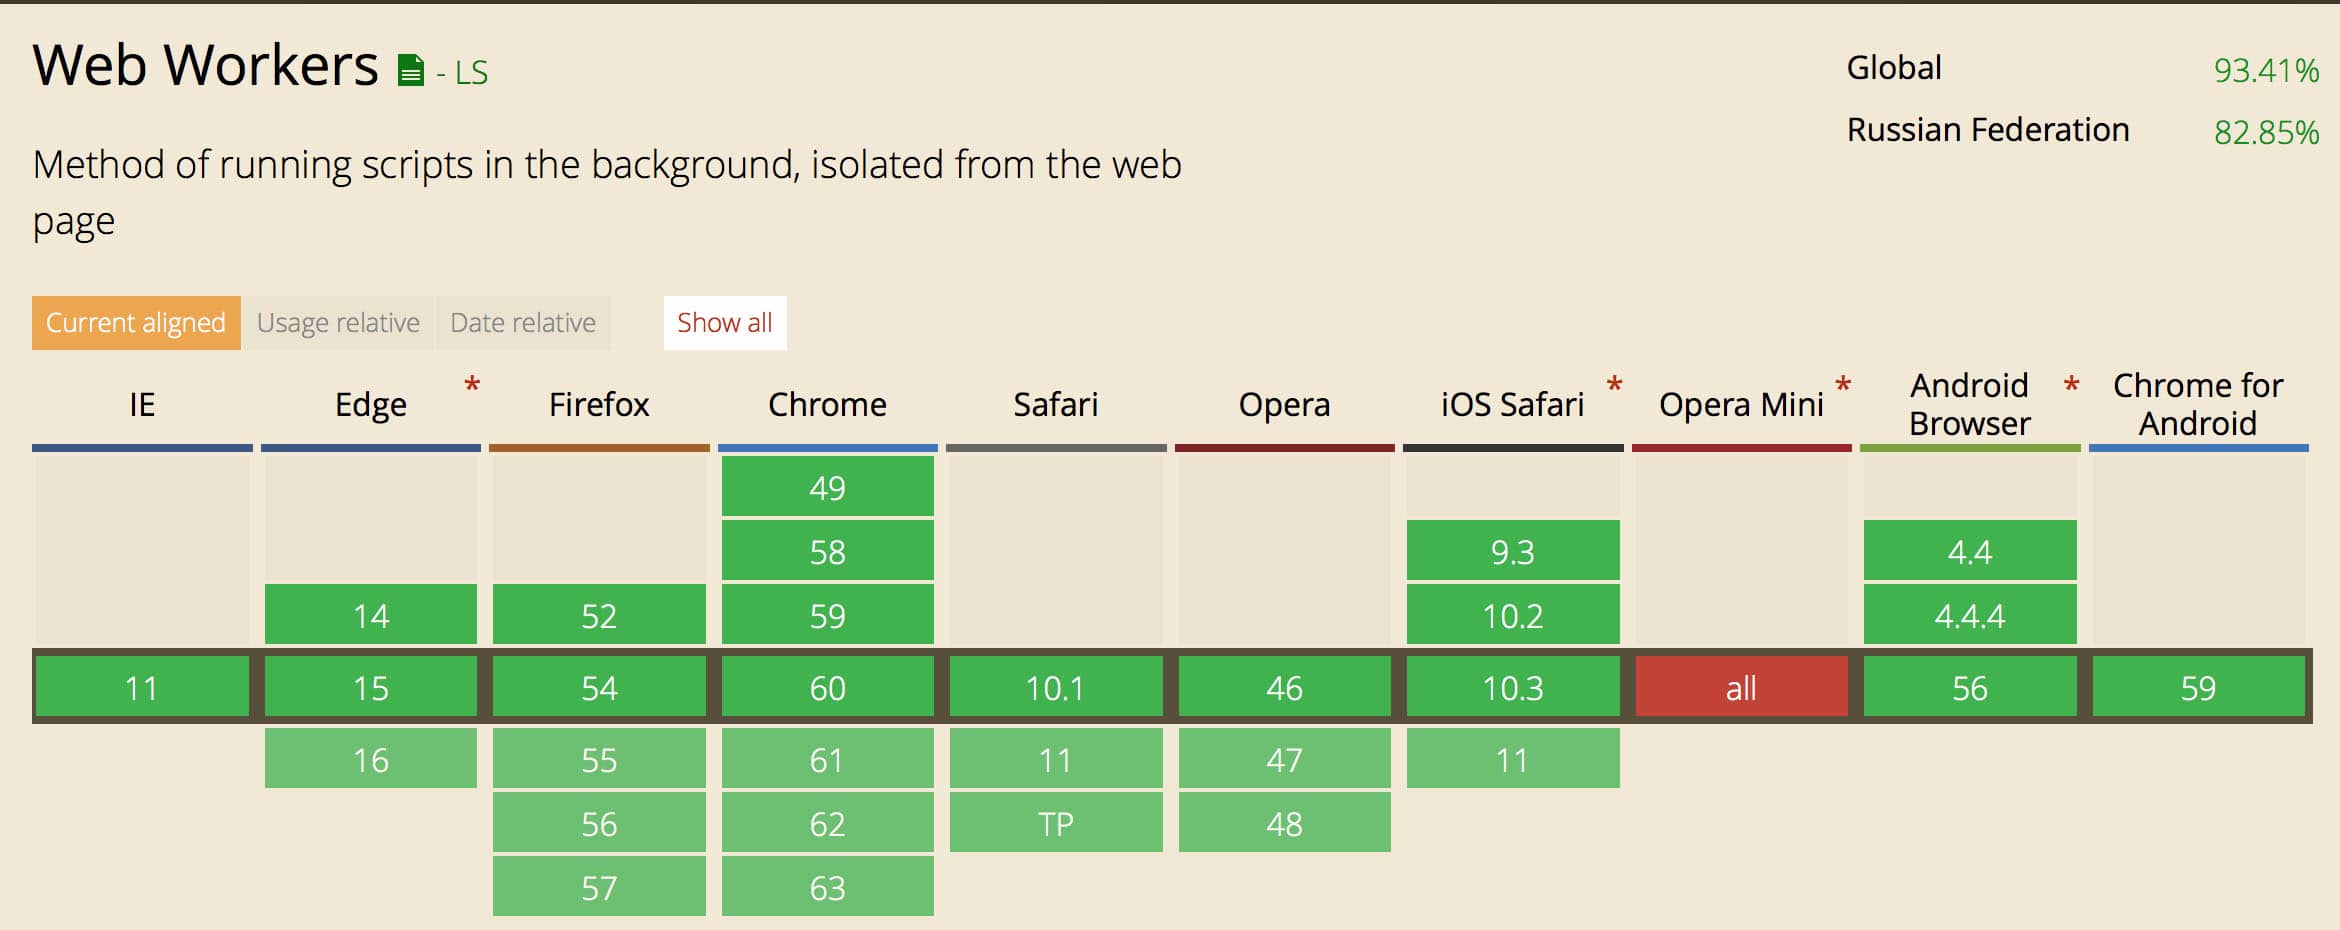 Web Workers - LS
Global 93.41%
Russian Federation 82.85%
Method of running scripts in the background, isolated from the web
page
Current aligned Usage relative Date relative Show all
IE Edge * Firefox Chrome Safari Opera iOS Safari * Opera Mini * Android Browser * Chrome for Android
49
58 9.3 4.4
14 52 59 10.2 4.4.4
11 15 54 60 10.1 46 10.3 all 56 59
16 55 61 11 47 11
56 62 TP 48
57 63